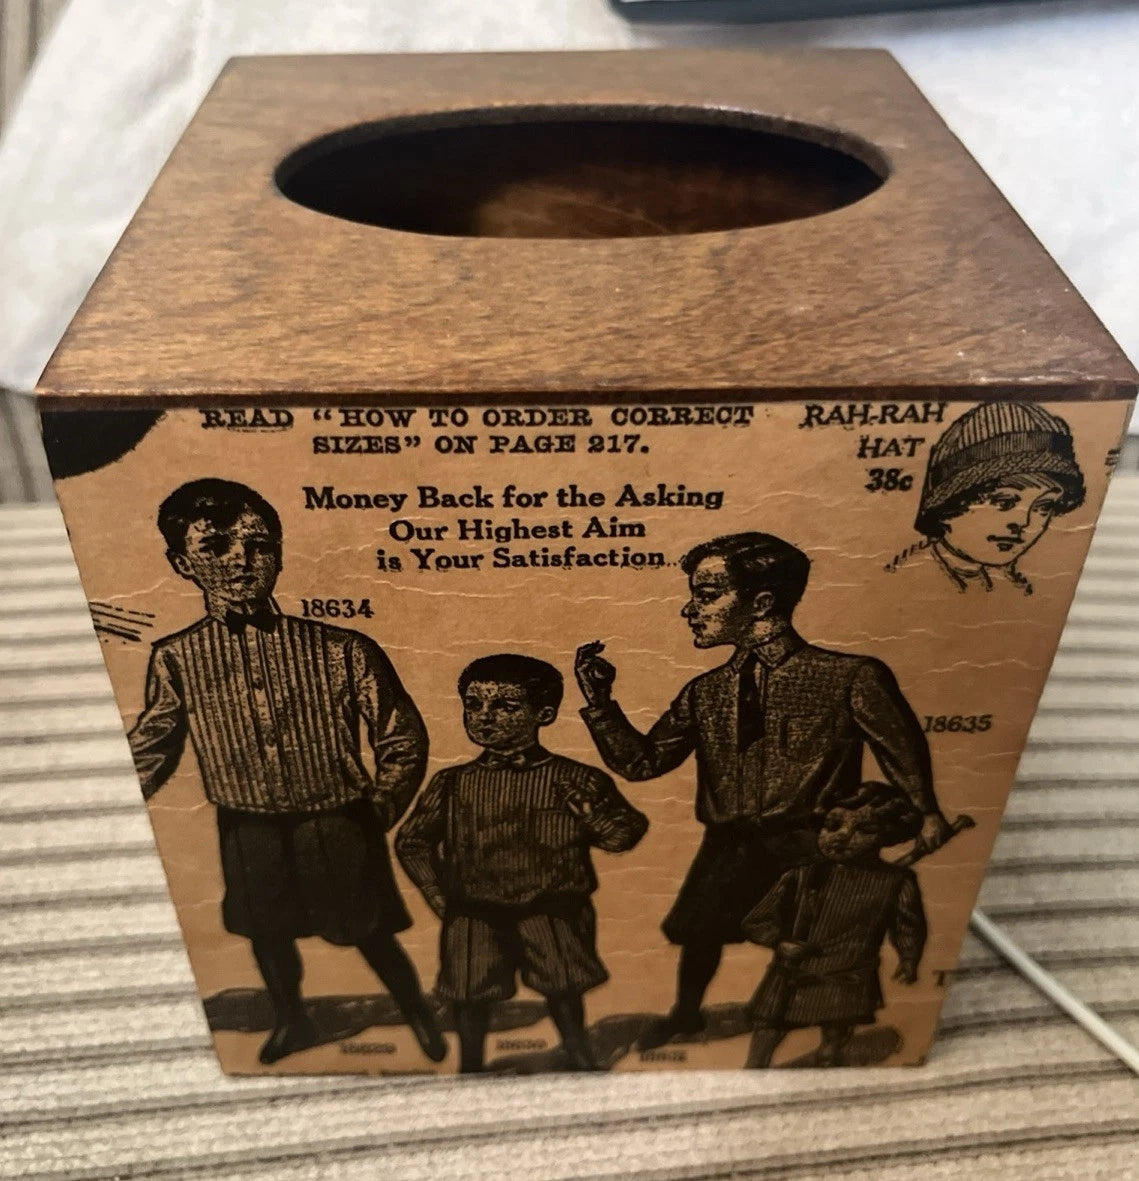 READ “HOW TO ORDER CORRECT
SIZES” ON PAGE 217.
RAH-RAH
HAT
38c
Money Back for the Asking
Our Highest Aim
is Your Satisfaction..
18634
18635
T